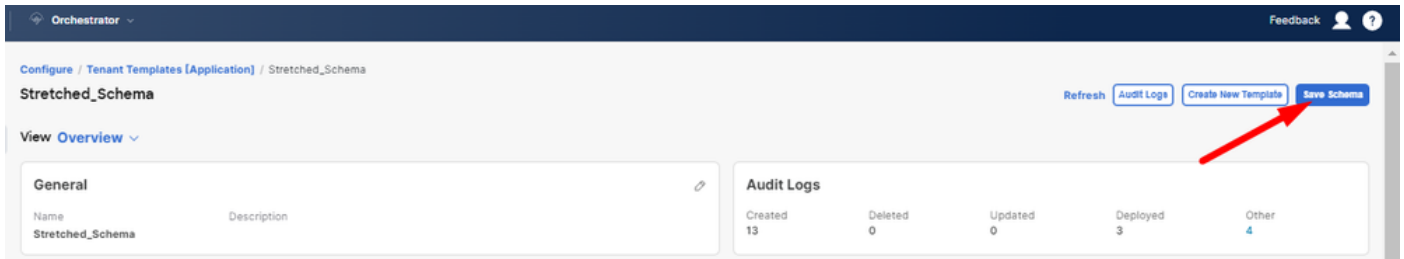 Orchestrator Feedback ?
Configure / Tenant Templates [Application] / Stretched_Schema
Stretched_Schema Refresh Audit Logs Create New Template Save Schema
View Overview
General Audit Logs
Name Description Created Deleted Updated Deployed Other
Stretched_Schema 13 0 0 3 4